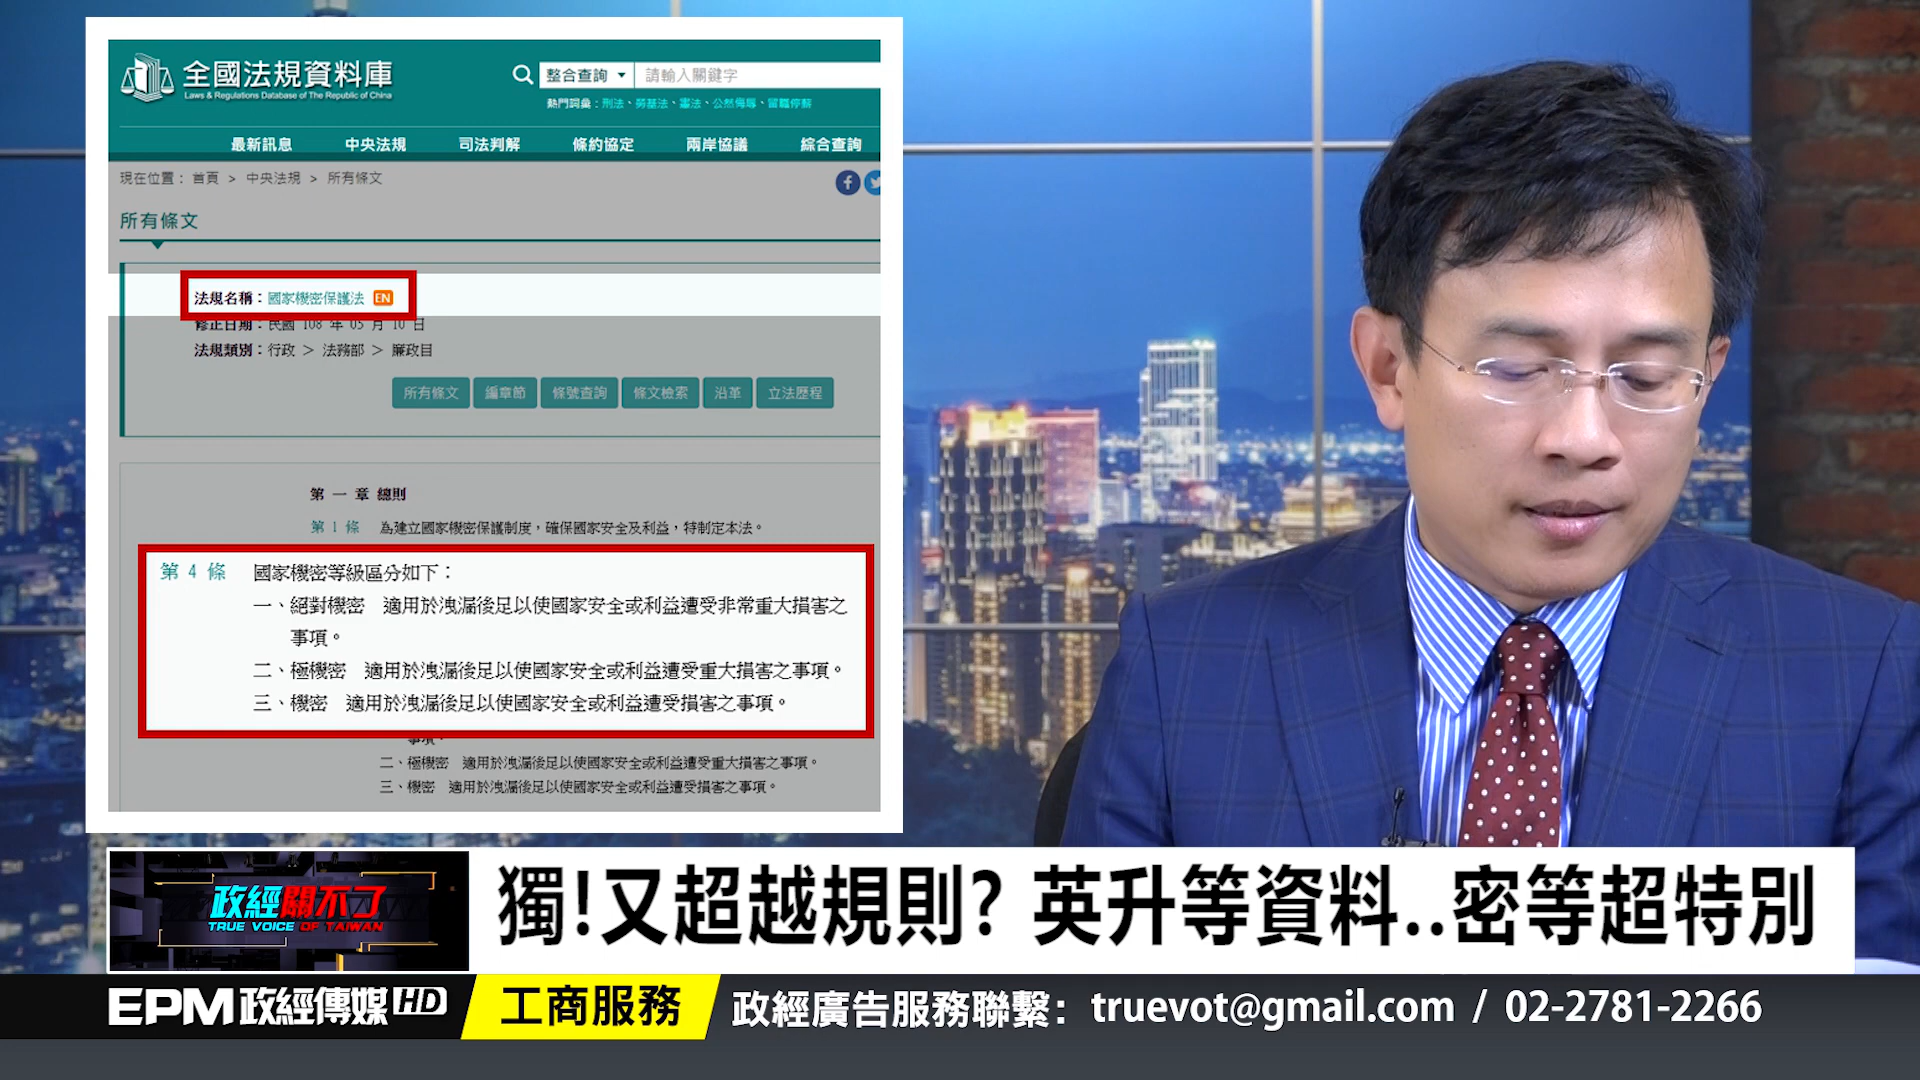 全國法規資料庫
Laws & Regulations Database of The Republic of China
整合查詢 請輸入關鍵字
熱門詞彙：刑法、勞基法、憲法、公然侮辱、留職停薪
最新訊息 中央法規 司法判解 條約協定 兩岸協議 綜合查詢
現在位置： 首頁 > 中央法規 > 所有條文
所有條文
法規名稱：國家機密保護法 EN
修正日期：民國 108 年 05 月 10 日
法規類別：行政 > 法務部 > 廉政目
所有條文 編章節 條號查詢 條文檢索 沿革 立法歷程
第 一 章 總則
第 1 條 為建立國家機密保護制度，確保國家安全及利益，特制定本法。
第 4 條 國家機密等級區分如下：
一、絕對機密 適用於洩漏後足以使國家安全或利益遭受非常重大損害之
事項。
二、極機密 適用於洩漏後足以使國家安全或利益遭受重大損害之事項。
三、機密 適用於洩漏後足以使國家安全或利益遭受損害之事項。
事項。
二、極機密 適用於洩漏後足以使國家安全或利益遭受重大損害之事項。
三、機密 適用於洩漏後足以使國家安全或利益遭受損害之事項。
政經關不了
TRUE VOICE OF TAIWAN
獨!又超越規則? 英升等資料..密等超特別
EPM政經傳媒HD
工商服務
政經廣告服務聯繫：truevot@gmail.com / 02-2781-2266